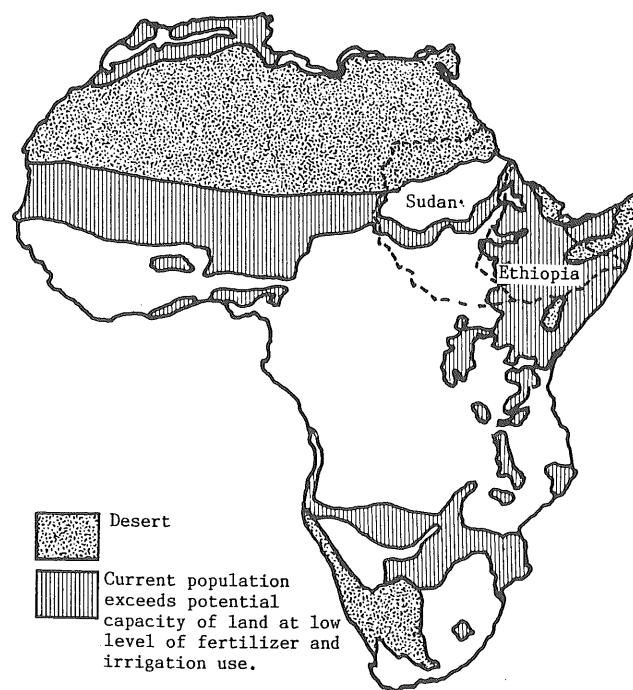 Sudan
Ethiopia
Desert
Current population
exceeds potential
capacity of land at low
level of fertilizer and
irrigation use.